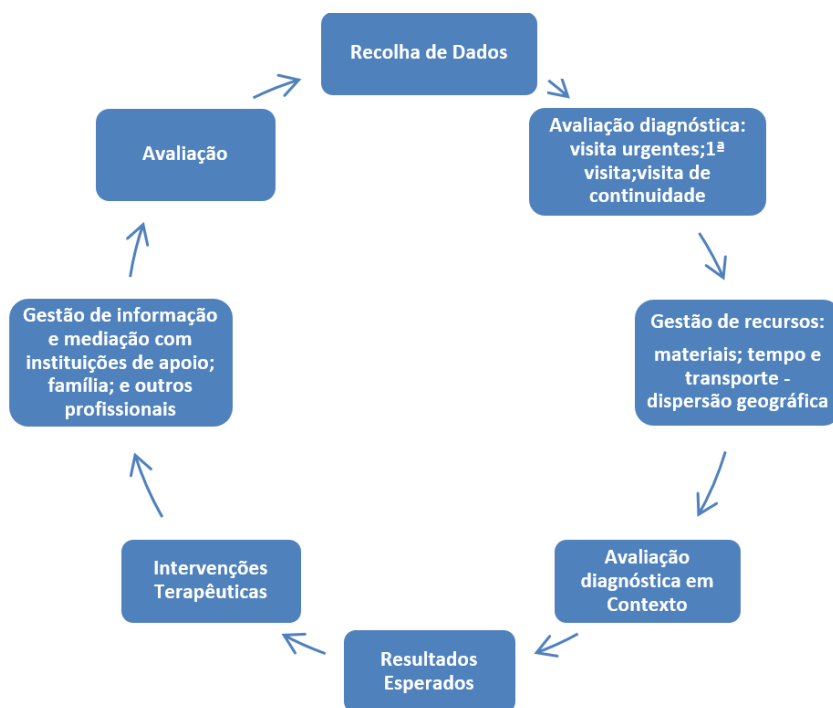 Recolha de Dados
Avaliação diagnóstica:
visita urgentes;1ª
visita;visita de
continuidade
Gestão de recursos:
materiais; tempo e
transporte -
dispersão geográfica
Avaliação
diagnóstica em
Contexto
Resultados
Esperados
Intervenções
Terapêuticas
Gestão de informação
e mediação com
instituições de apoio;
família; e outros
profissionais
Avaliação